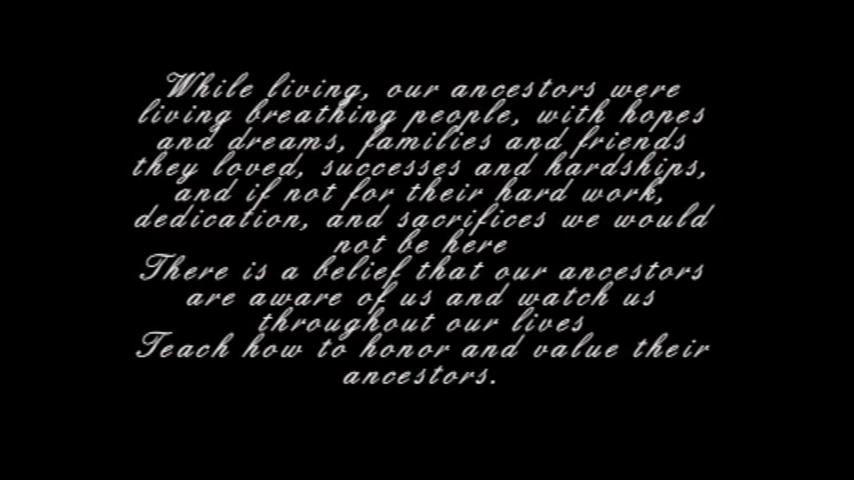 While living, our ancestors were
living breathing people, with hopes
and dreams, families and friends
they loved, successes and hardships,
and if not for their hard work,
dedication, and sacrifices we would
not be here
There is a belief that our ancestors
are aware of us and watch us
throughout our lives
Teach how to honor and value their
ancestors.